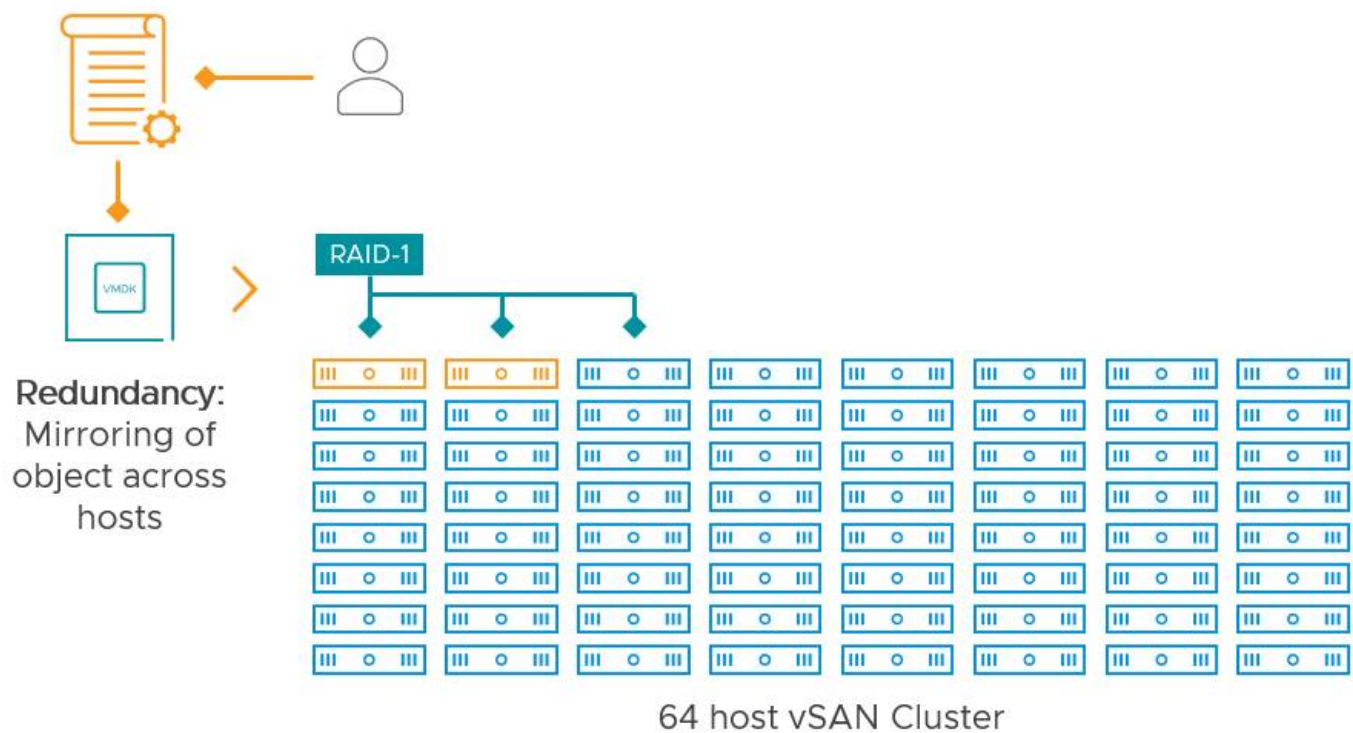 VMDK
RAID-1
Redundancy:
Mirroring of
object across
hosts
64 host vSAN Cluster